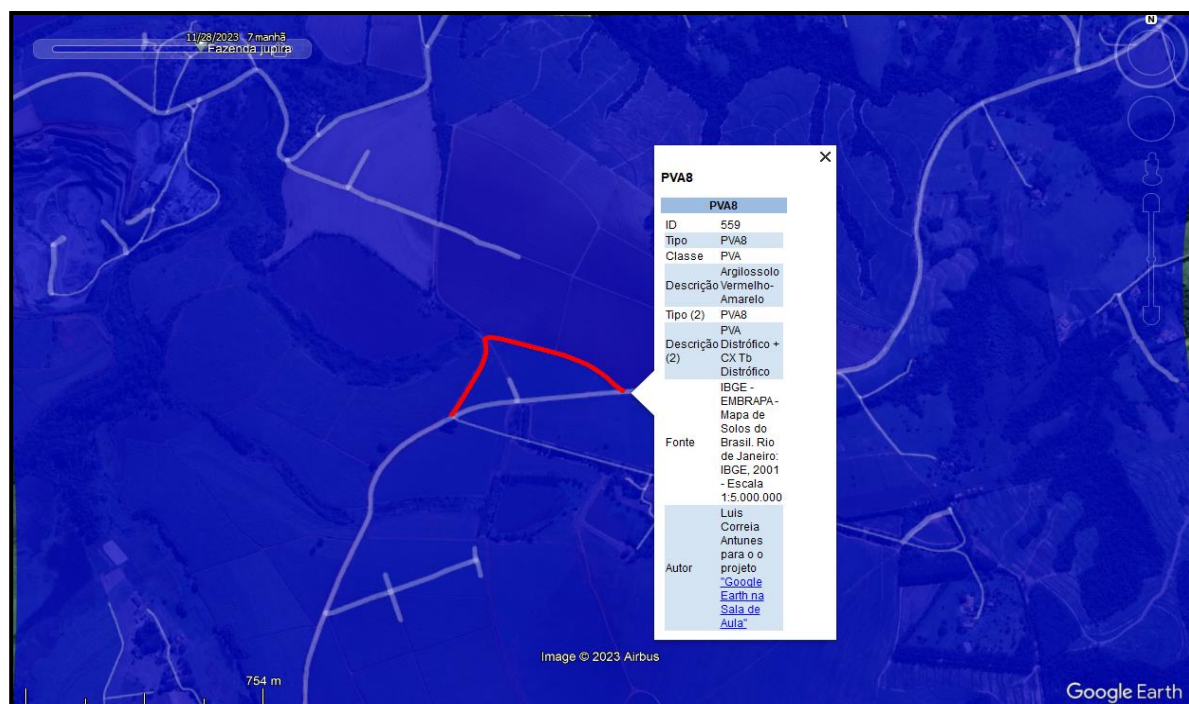 11/28/2023 7 manhã
Fazenda jupira
N
PVA8
PVA8
ID 559
Tipo PVA8
Classe PVA
Descrição Argilossolo
Vermelho-
Amarelo
Tipo (2) PVA8
Descrição (2) PVA
Distrófico +
CX Tb
Distrófico
Fonte IBGE -
EMBRAPA -
Mapa de
Solos do
Brasil. Rio
de Janeiro:
IBGE, 2001
- Escala
1:5.000.000
Autor Luis
Correia
Antunes
para o o
projeto
"Google
Earth na
Sala de
Aula"
Image © 2023 Airbus
754 m
Google Earth